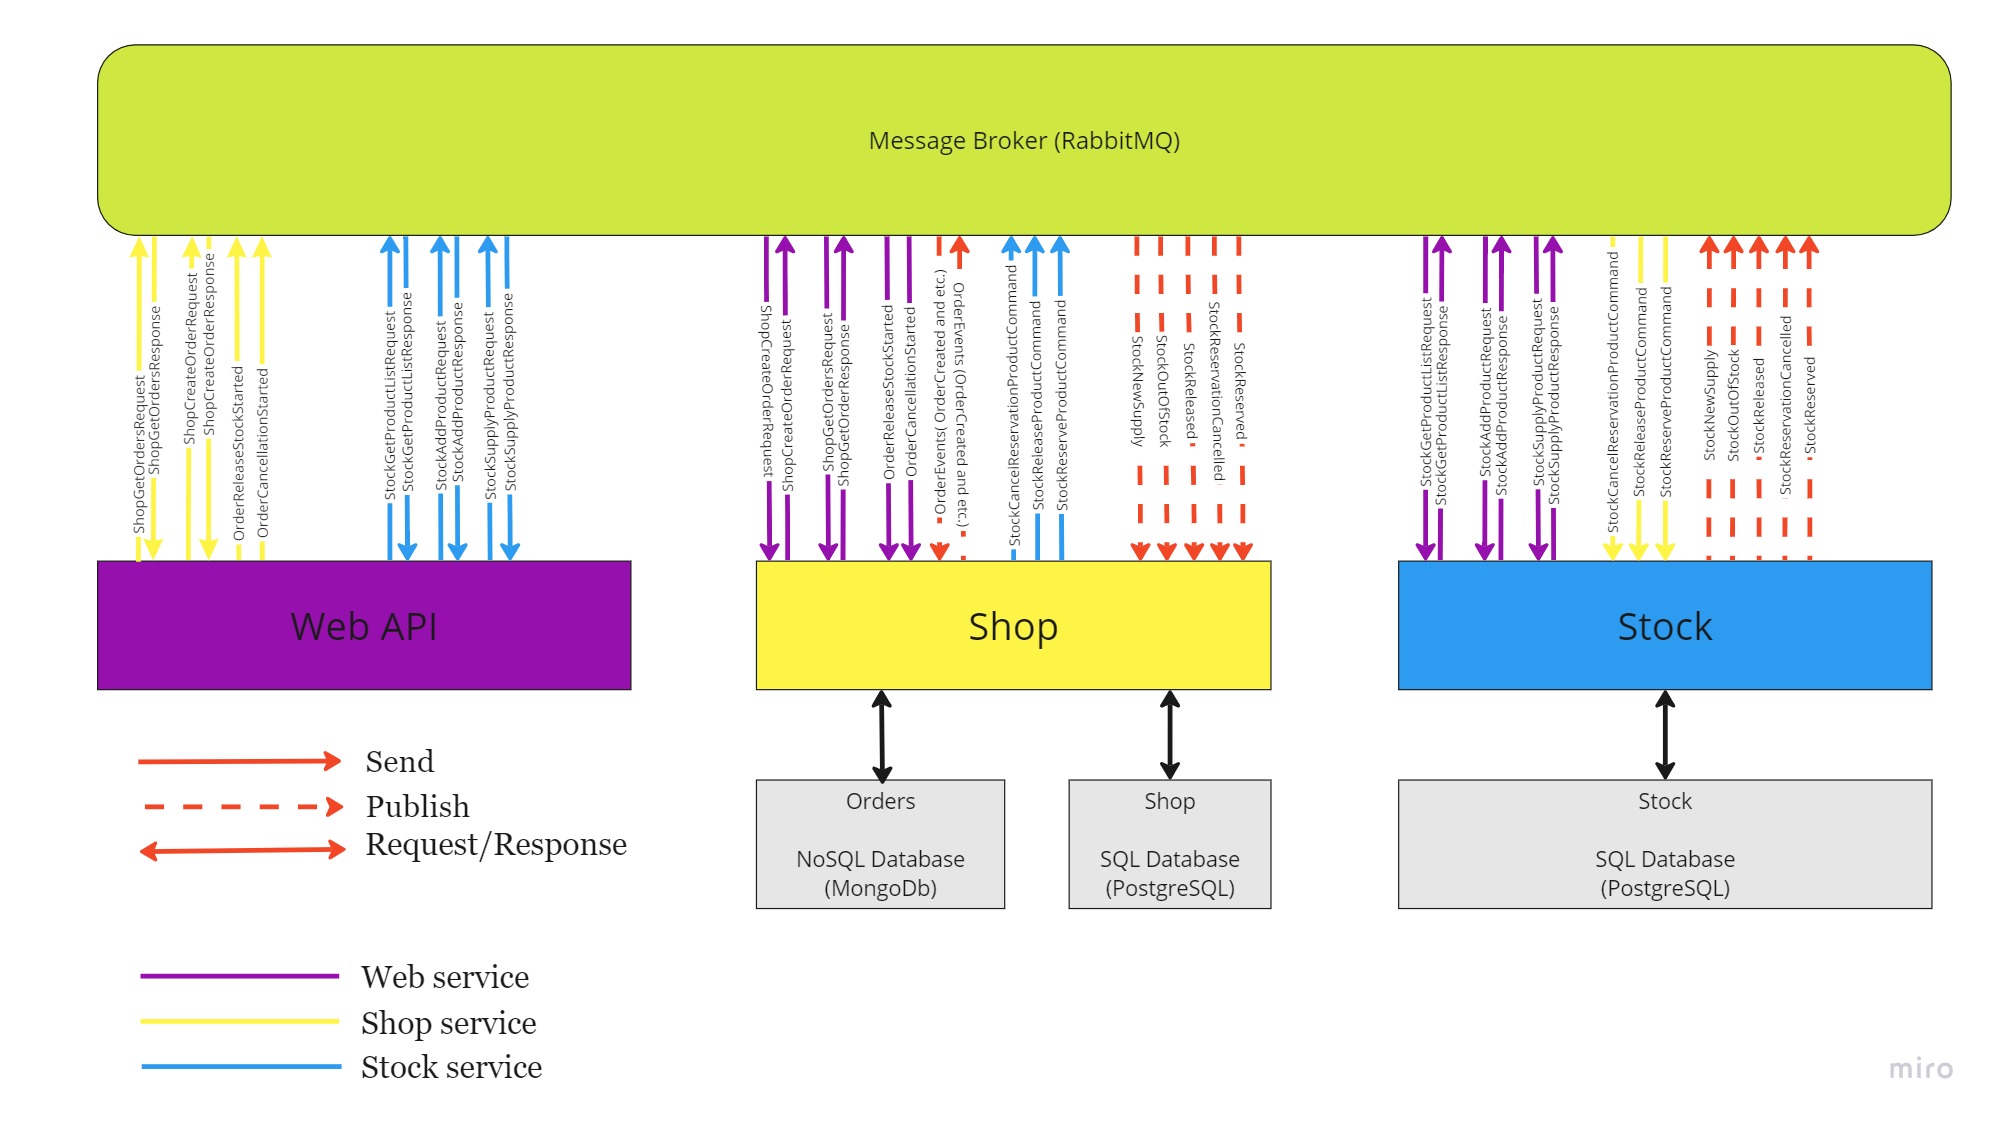 Message Broker (RabbitMQ)
ShopGetOrdersRequest
ShopGetOrdersResponse
ShopCreateOrderRequest
ShopCreateOrderResponse
OrderReleaseStockStarted
OrderCancellationStarted
StockGetProductListRequest
StockGetProductListResponse
StockAddProductRequest
StockAddProductResponse
StockSupplyProductRequest
StockSupplyProductResponse
ShopCreateOrderRequest
ShdpCreateOrderRebanest
ShopGetOrdersRequest
ShopGetOrderResponse
OrderReleaseStockStarted
OrderCancellationStarted
OrderEvents( OrderCreated and etc.)
OrderEvents (OrderCreated and etc.)
StockCancelReservationProductCommand
StockReleaseProductCommand
StockReserveProductCommand
StockNewSupply
StockOutOfStock
StockReleased
StockReservationCancelled
StockReserved
StockGetProductListRequest
StockGetProductListResponse
StockAddProductRequest
StockAddProductResponse
StockSupplyProductRequest
StockSupplyProductResponse
StockCancelReservationProductCommand
StockReleaseProductCommand
StockReserveProductCommand
StockNewSupply
StockOutOfStock
StockReleased
StockReservationCancelled
StockReserved
Web API
Shop
Stock
Send
Publish
Request/Response
Orders
NoSQL Database
(MongoDb)
Shop
SQL Database
(PostgreSQL)
Stock
SQL Database
(PostgreSQL)
Web service
Shop service
Stock service
miro